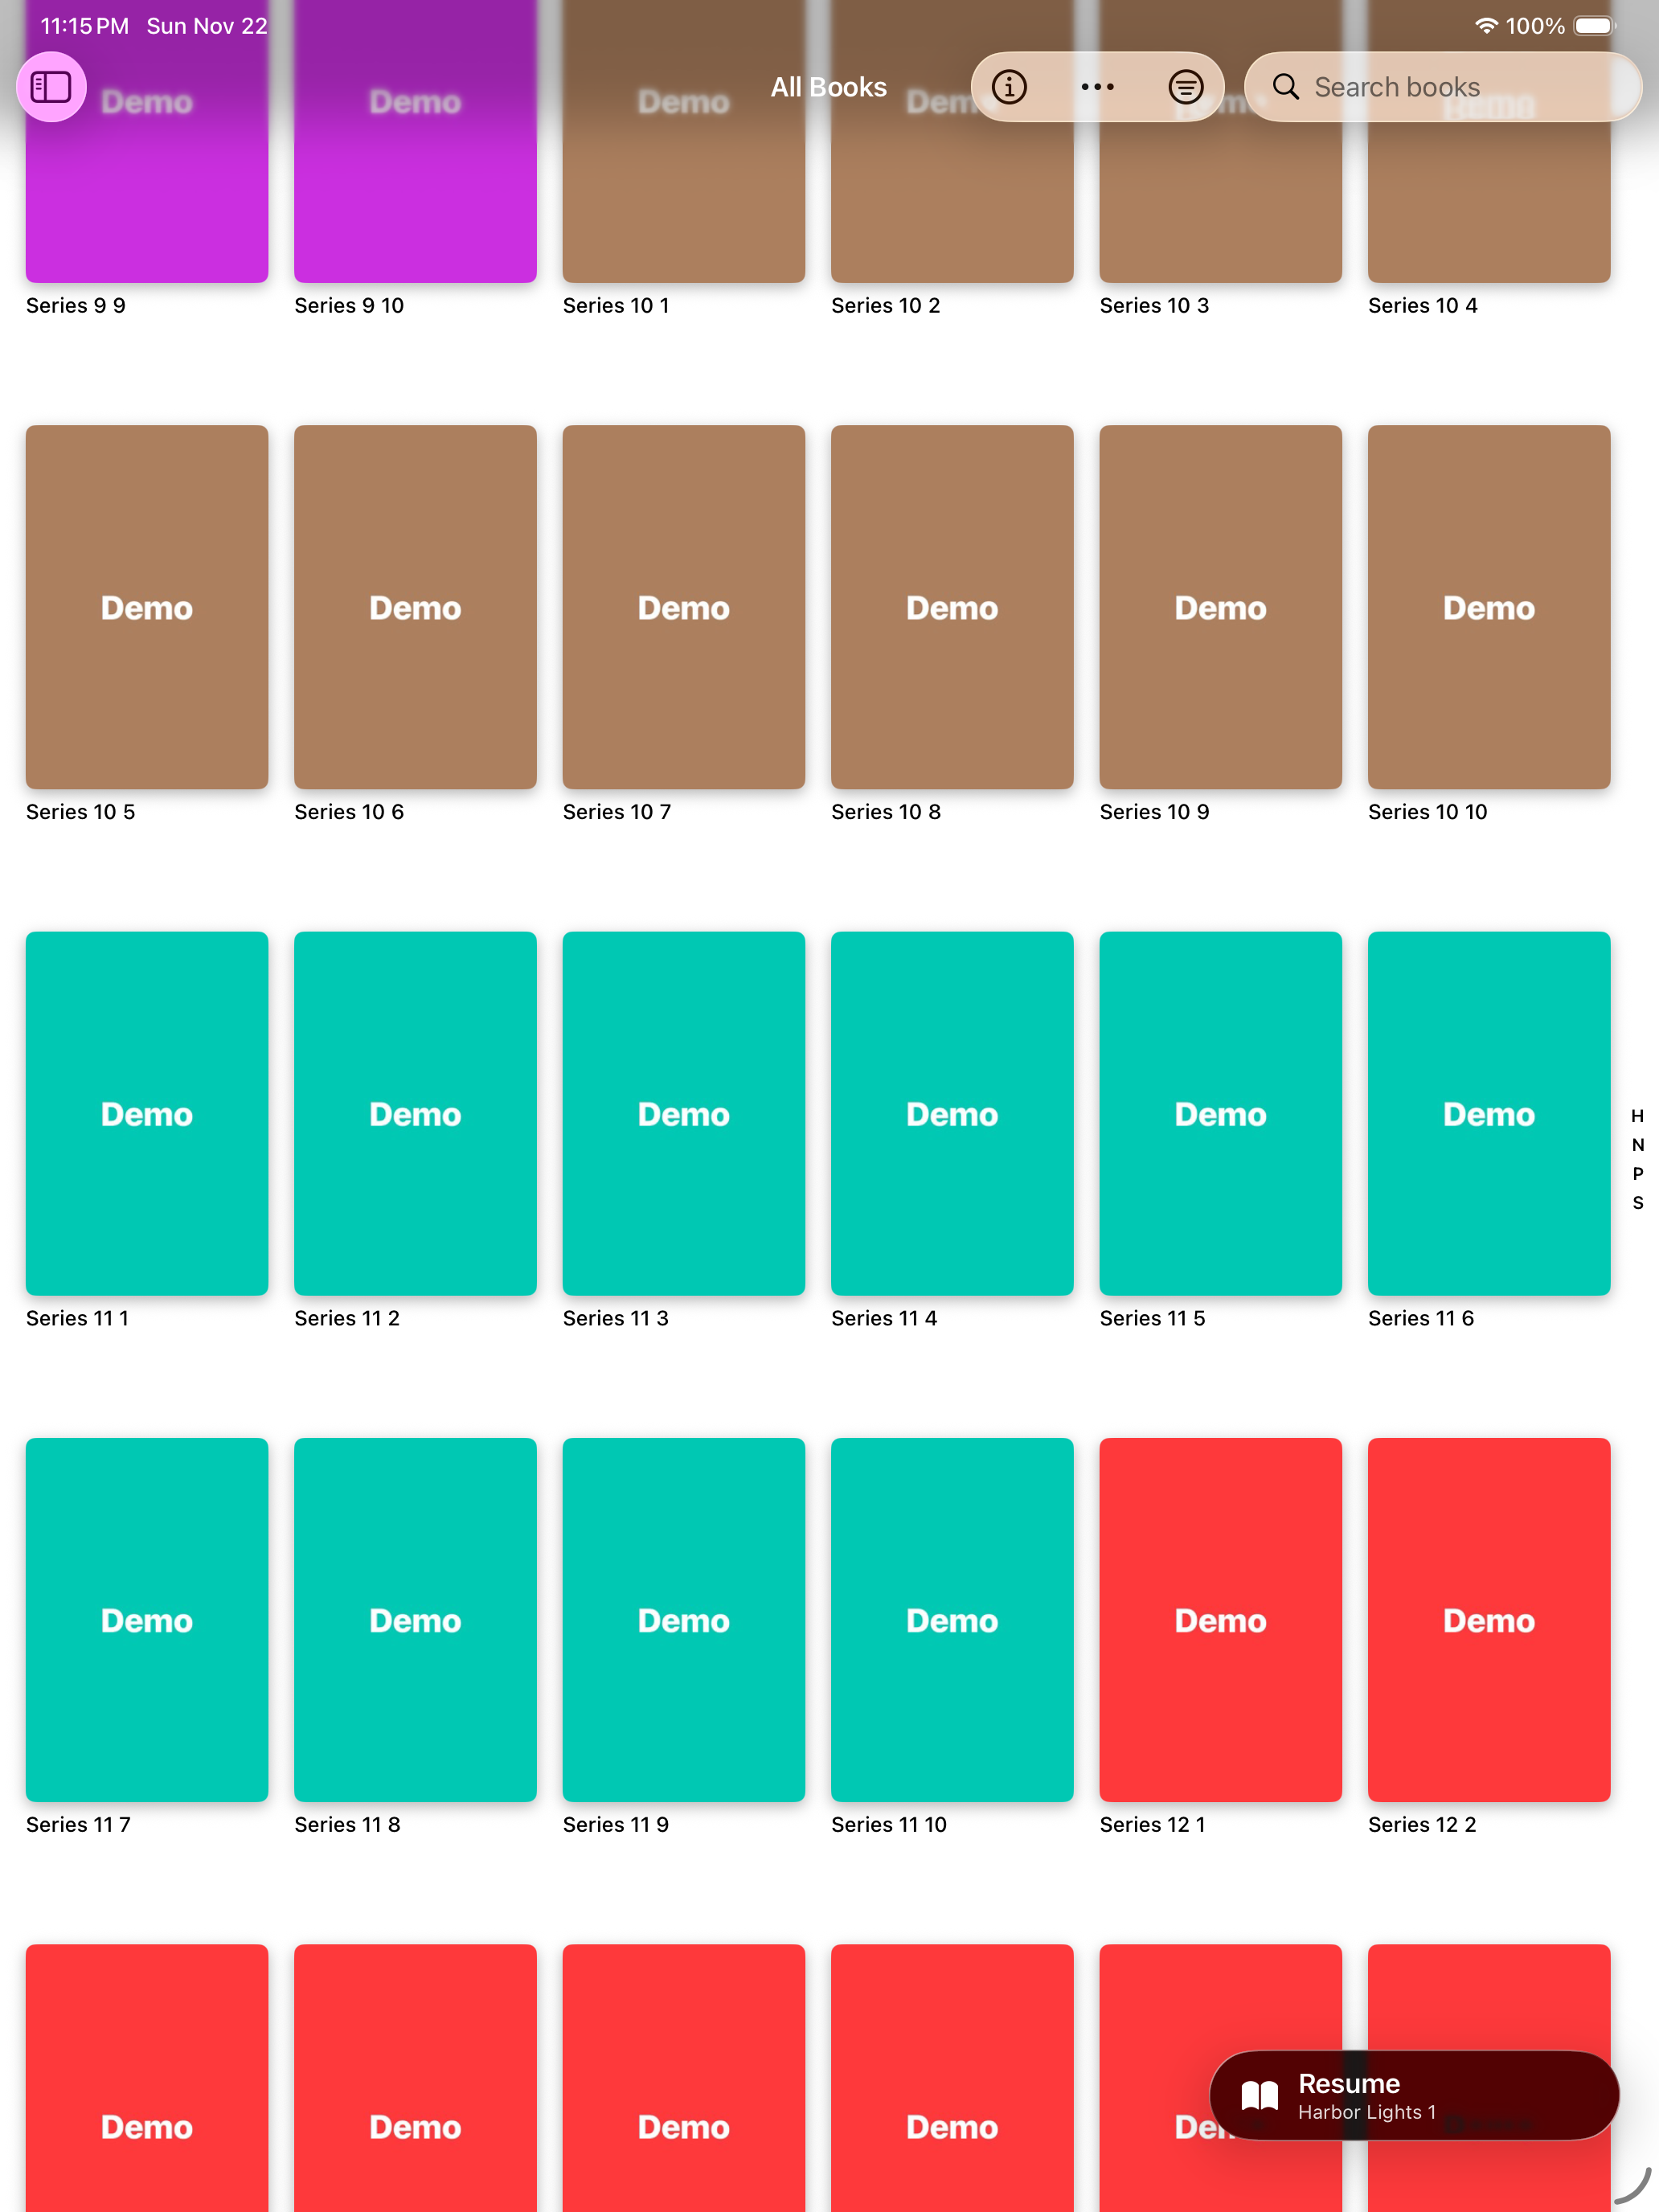 11:15 PM Sun Nov 22
100%
All Books
Search books
Demo Demo Demo Demo Demo
Series 9 9 Series 9 10 Series 10 1 Series 10 2 Series 10 3 Series 10 4
Demo Demo Demo Demo Demo Demo
Series 10 5 Series 10 6 Series 10 7 Series 10 8 Series 10 9 Series 10 10
Demo Demo Demo Demo Demo Demo
Series 11 1 Series 11 2 Series 11 3 Series 11 4 Series 11 5 Series 11 6
H
N
P
S
Demo Demo Demo Demo Demo Demo
Series 11 7 Series 11 8 Series 11 9 Series 11 10 Series 12 1 Series 12 2
Demo Demo Demo Demo
Resume
Harbor Lights 1